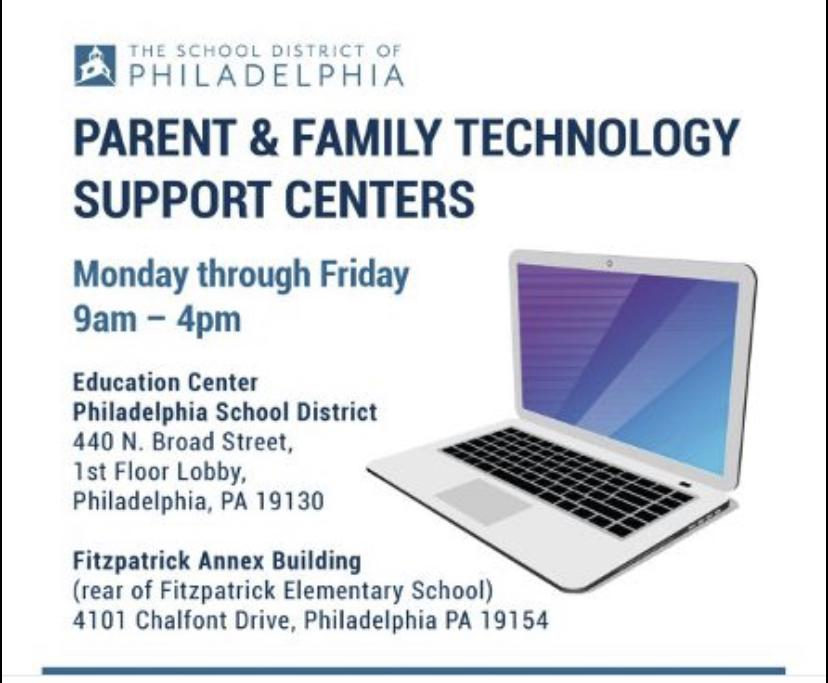 THE SCHOOL DISTRICT OF
PHILADELPHIA
PARENT & FAMILY TECHNOLOGY
SUPPORT CENTERS
Monday through Friday
9am – 4pm
Education Center
Philadelphia School District
440 N. Broad Street,
1st Floor Lobby,
Philadelphia, PA 19130
Fitzpatrick Annex Building
(rear of Fitzpatrick Elementary School)
4101 Chalfont Drive, Philadelphia PA 19154